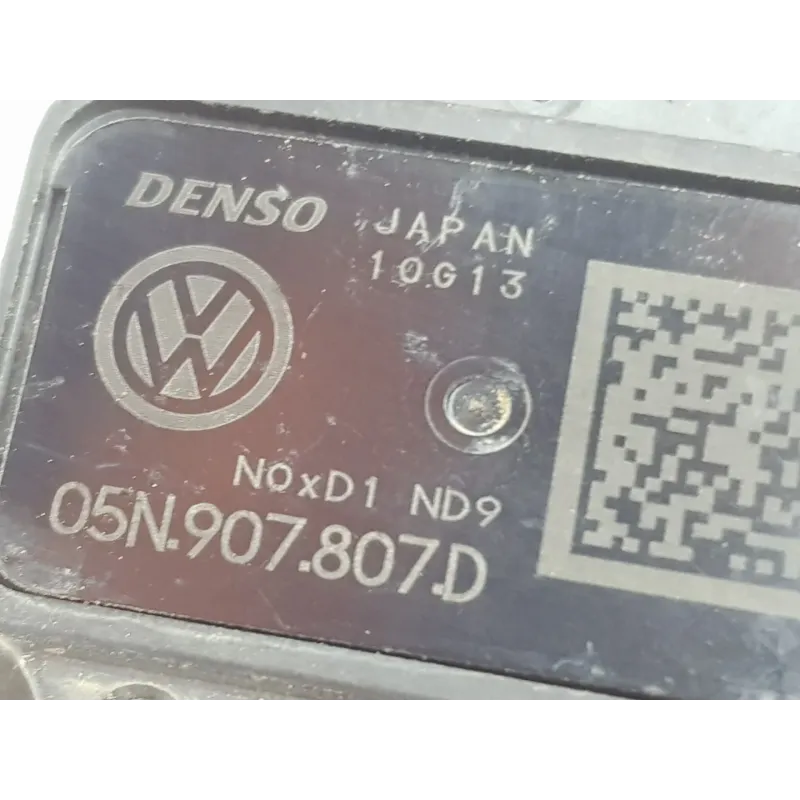 DENSO
JAPAN
10G13
NOxD1 ND9
05N.907.807.D